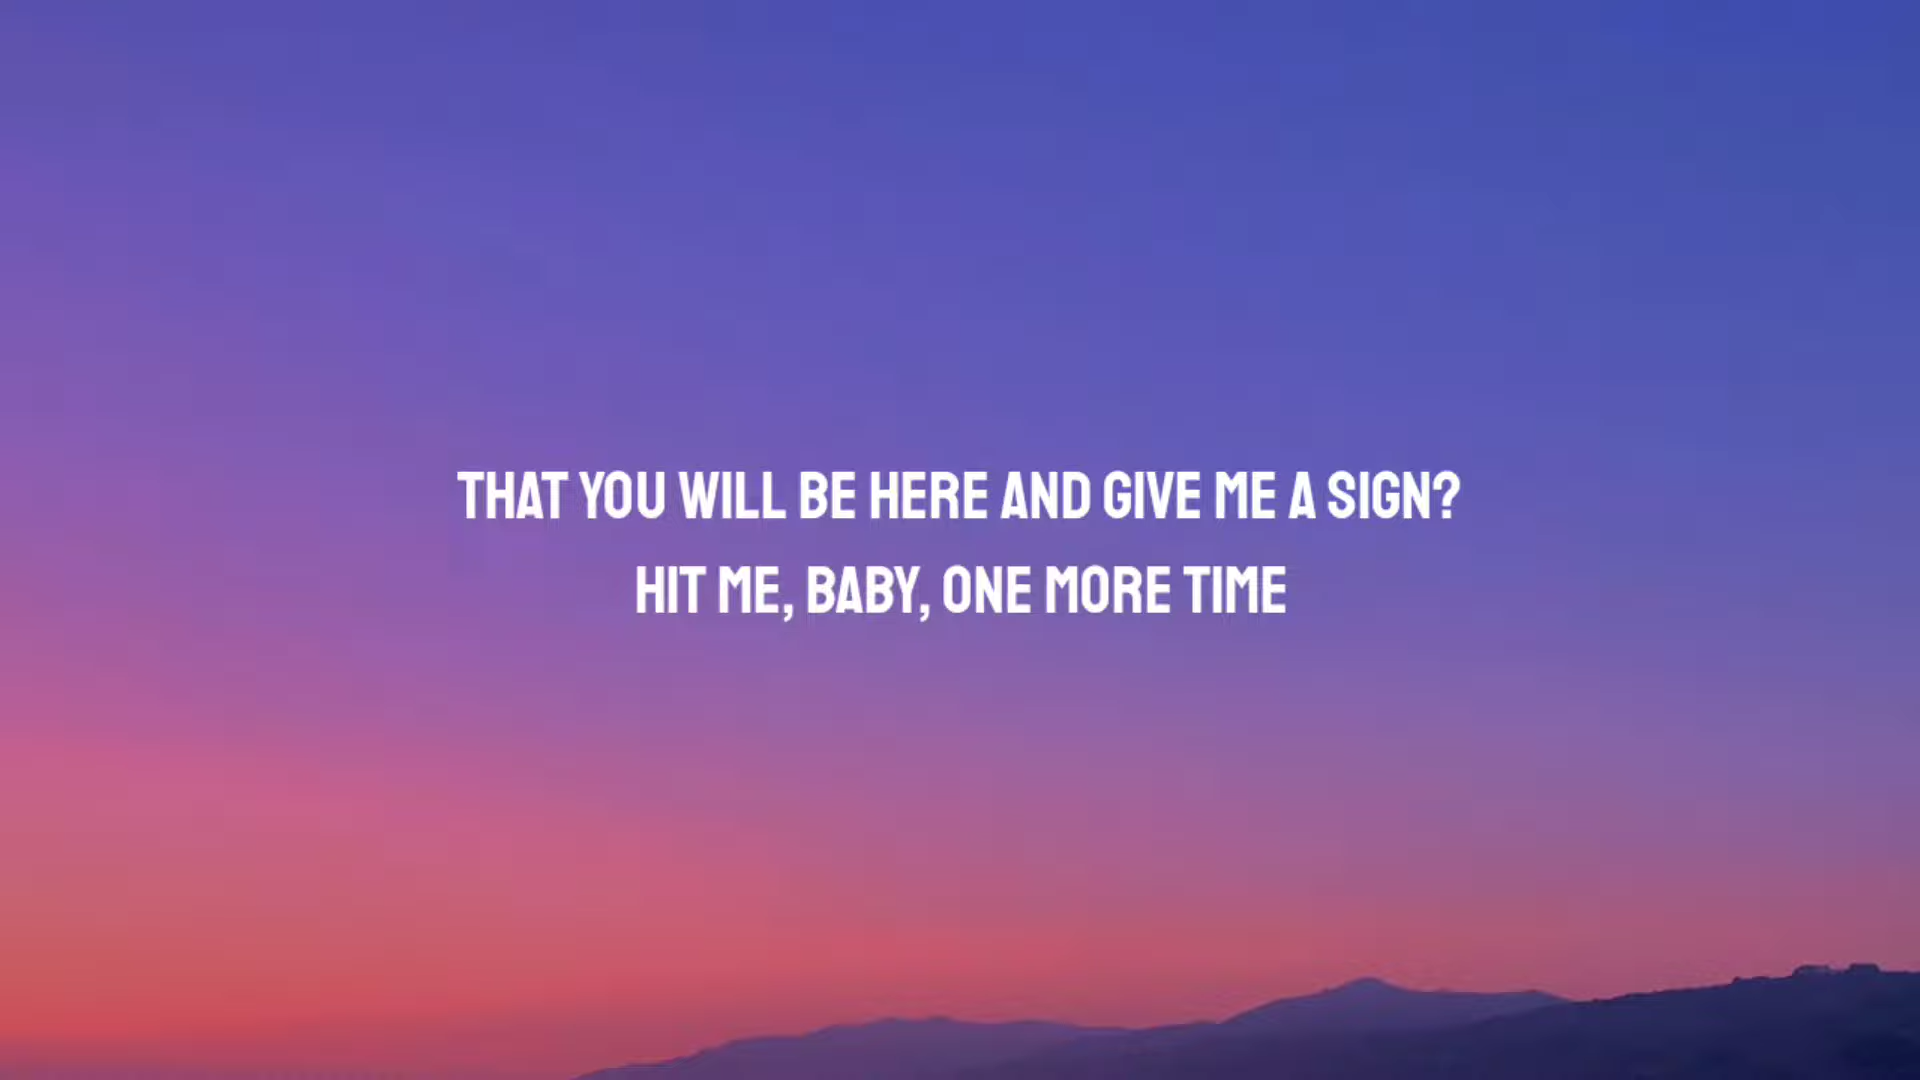 THAT YOU WILL BE HERE AND GIVE ME A SIGN?
HIT ME, BABY, ONE MORE TIME